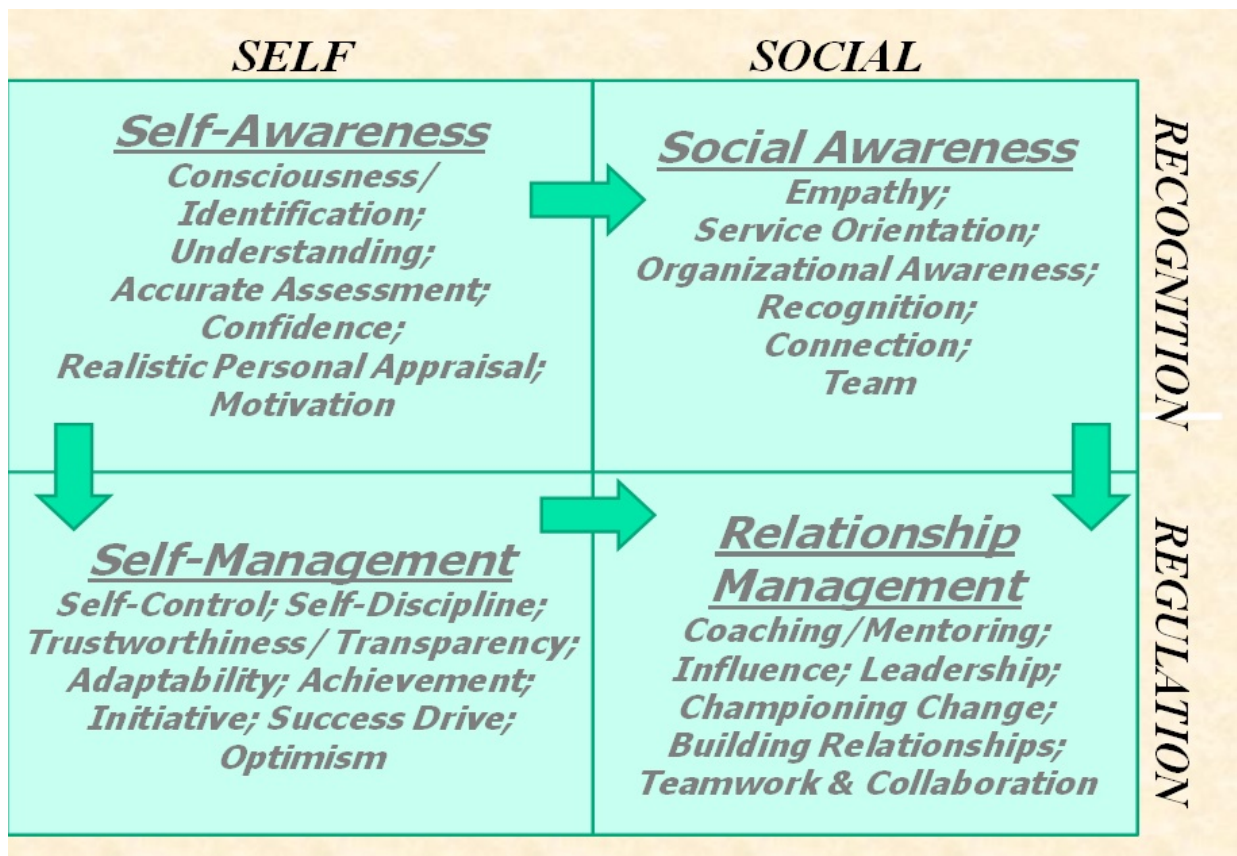 SELF
SOCIAL
Self-Awareness
Consciousness/
Identification;
Understanding;
Accurate Assessment;
Confidence;
Realistic Personal Appraisal;
Motivation
Social Awareness
Empathy;
Service Orientation;
Organizational Awareness;
Recognition;
Connection;
Team
RECOGNITION
Self-Management
Self-Control; Self-Discipline;
Trustworthiness/ Transparency;
Adaptability; Achievement;
Initiative; Success Drive;
Optimism
Relationship
Management
Coaching/Mentoring;
Influence; Leadership;
Championing Change;
Building Relationships;
Teamwork & Collaboration
REGULATION